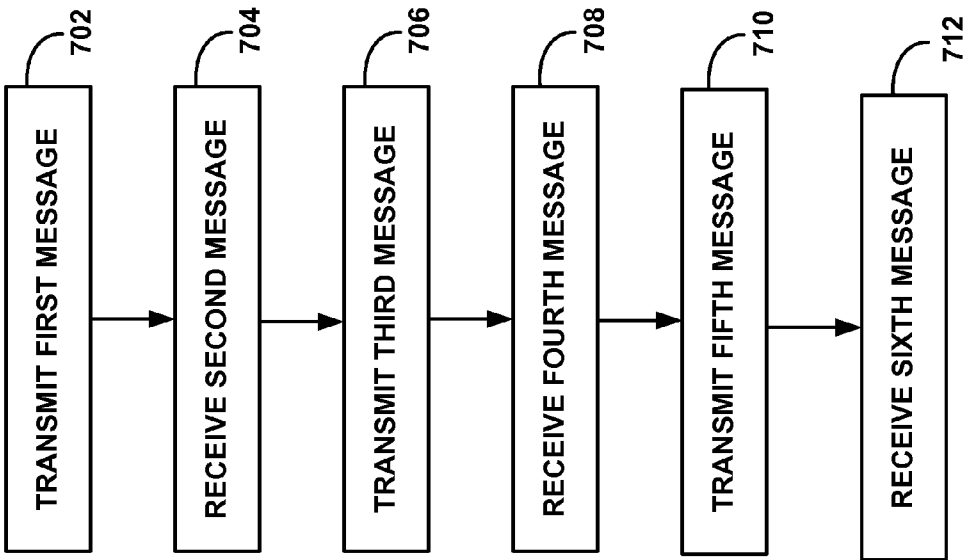 TRANSMIT FIRST MESSAGE
702
RECEIVE SECOND MESSAGE
704
TRANSMIT THIRD MESSAGE
706
RECEIVE FOURTH MESSAGE
708
TRANSMIT FIFTH MESSAGE
710
RECEIVE SIXTH MESSAGE
712